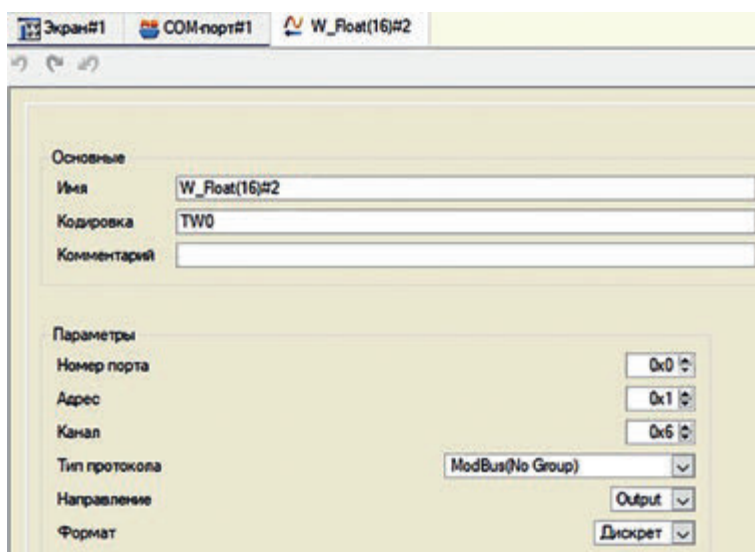 Экран#1 COM-порт#1 W_Float(16)#2
Основные
Имя W_Float(16)#2
Кодировка TW0
Комментарий
Параметры
Номер порта 0x0
Адрес 0x1
Канал 0x6
Тип протокола ModBus(No Group)
Направление Output
Формат Дискрет